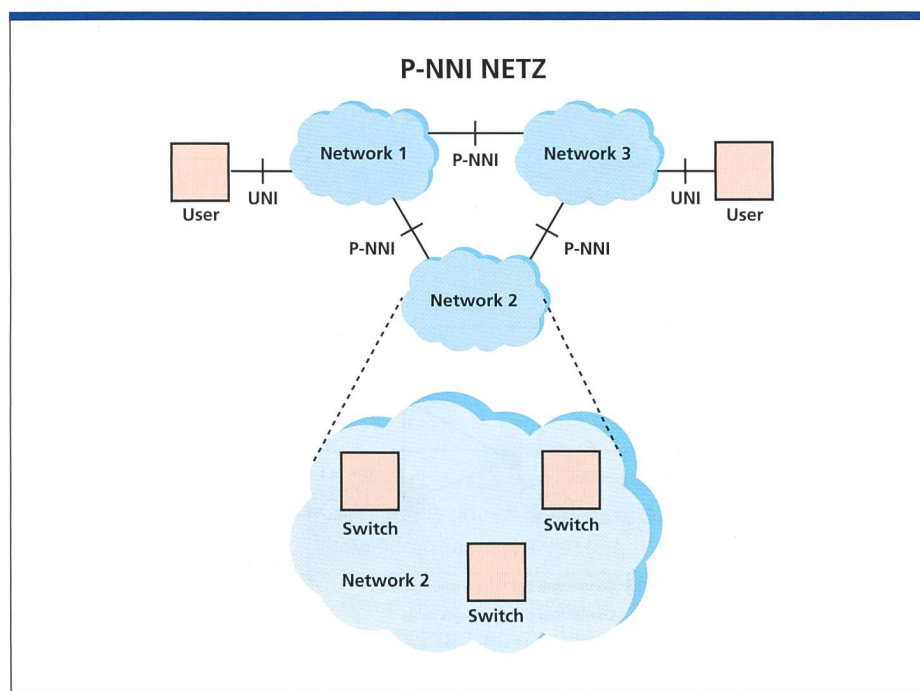 P-NNI NETZ
Network 1
P-NNI
Network 3
User
UNI
UNI
User
P-NNI
P-NNI
Network 2
Switch
Switch
Network 2
Switch